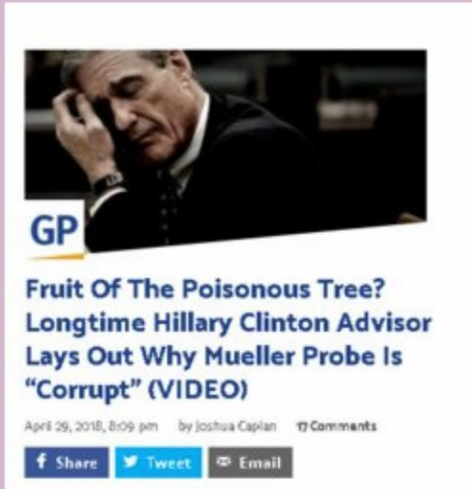 GP
Fruit Of The Poisonous Tree?
Longtime Hillary Clinton Advisor
Lays Out Why Mueller Probe Is
“Corrupt” (VIDEO)
April 29, 2018, 8:09 pm by Joshua Caplan 17 Comments
f Share Tweet Email